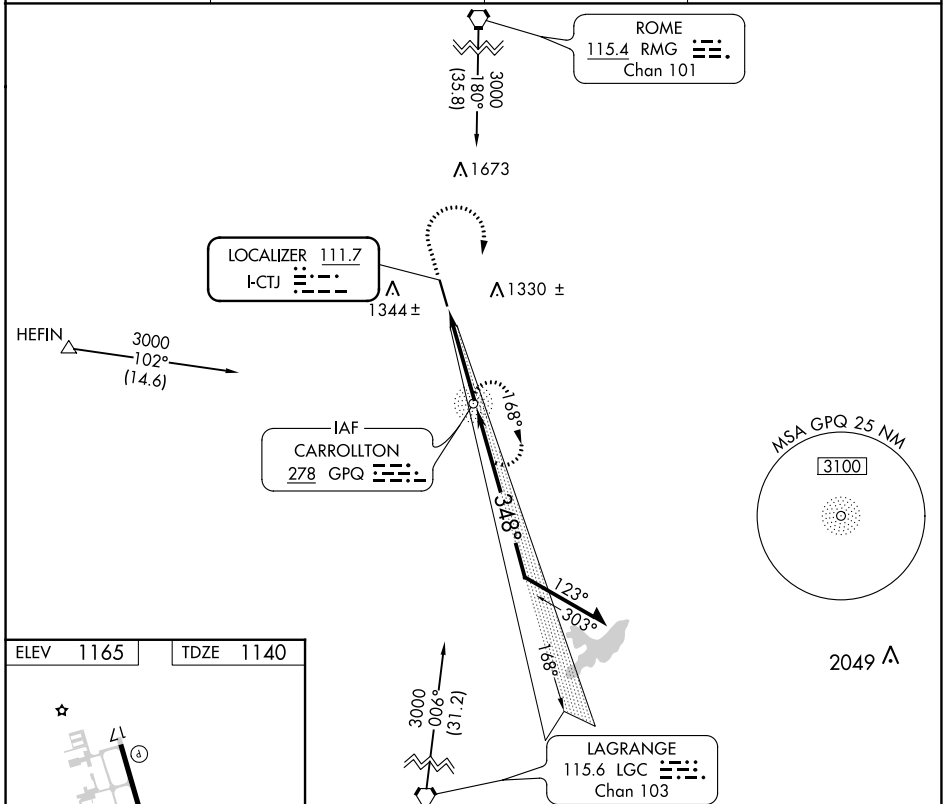 ROME
115.4 RMG
Chan 101
3000
180°
(35.8)
1673
LOCALIZER 111.7
I-CTJ
1344 ±
1330 ±
HEFIN
3000
102°
(14.6)
IAF
CARROLLTON
278 GPQ
168°
MSA GPQ 25 NM
3100
348°
123°
303°
168°
2049
ELEV 1165
TDZE 1140
17
P
3000
006°
(31.2)
LAGRANGE
115.6 LGC
Chan 103